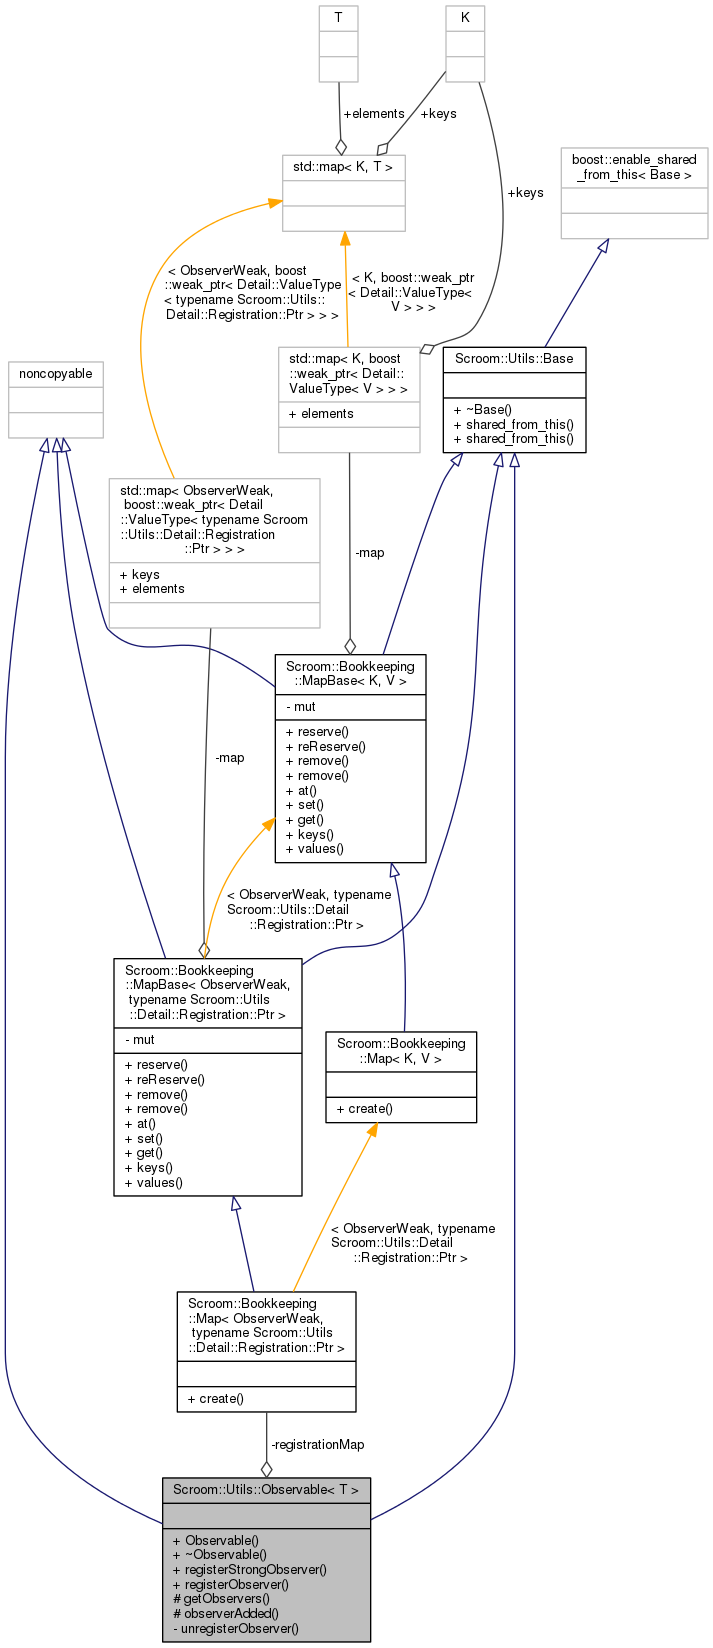 T
K
+elements
+keys
std::map< K, T >
boost::enable_shared
_from_this< Base >
+keys
< ObserverWeak, boost
::weak_ptr< Detail::ValueType
< typename Scroom::Utils::
Detail::Registration::Ptr > > >
< K, boost::weak_ptr
< Detail::ValueType<
V > > >
std::map< K, boost
::weak_ptr< Detail::
ValueType< V > > >
+ elements
Scroom::Utils::Base
+ ~Base()
+ shared_from_this()
+ shared_from_this()
noncopyable
std::map< ObserverWeak,
boost::weak_ptr< Detail
::ValueType< typename Scroom
::Utils::Detail::Registration
::Ptr > > >
+ keys
+ elements
-map
Scroom::Bookkeeping
::MapBase< K, V >
- mut
+ reserve()
+ reReserve()
+ remove()
+ remove()
+ at()
+ set()
+ get()
+ keys()
+ values()
-map
< ObserverWeak, typename
Scroom::Utils::Detail
::Registration::Ptr >
Scroom::Bookkeeping
::MapBase< ObserverWeak,
typename Scroom::Utils
::Detail::Registration::Ptr >
- mut
+ reserve()
+ reReserve()
+ remove()
+ remove()
+ at()
+ set()
+ get()
+ keys()
+ values()
Scroom::Bookkeeping
::Map< K, V >
+ create()
< ObserverWeak, typename
Scroom::Utils::Detail
::Registration::Ptr >
Scroom::Bookkeeping
::Map< ObserverWeak,
typename Scroom::Utils
::Detail::Registration::Ptr >
+ create()
-registrationMap
Scroom::Utils::Observable< T >
+ Observable()
+ ~Observable()
+ registerStrongObserver()
+ registerObserver()
# getObservers()
# observerAdded()
- unregisterObserver()